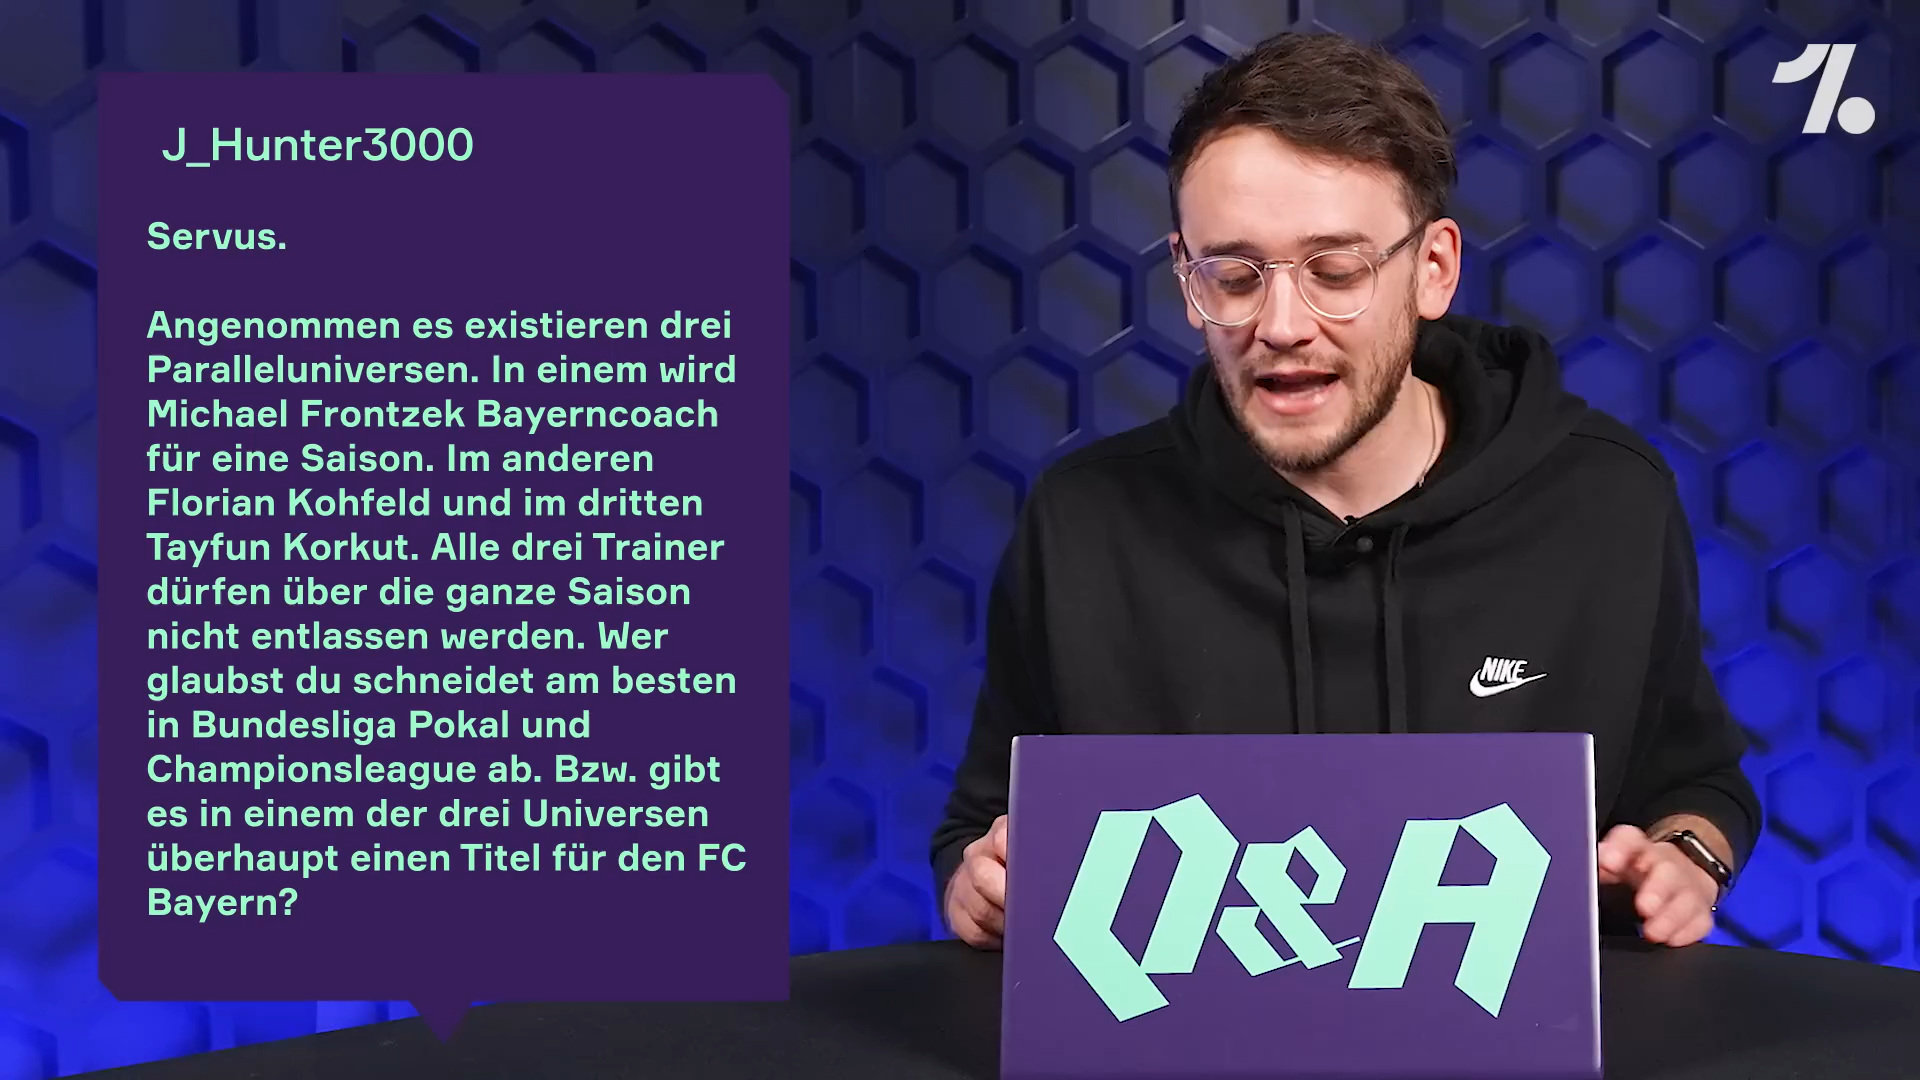 J_Hunter3000
Servus.
Angenommen es existieren drei
Paralleluniversen. In einem wird
Michael Frontzek Bayerncoach
für eine Saison. Im anderen
Florian Kohfeld und im dritten
Tayfun Korkut. Alle drei Trainer
dürfen über die ganze Saison
nicht entlassen werden. Wer
glaubst du schneidet am besten
in Bundesliga Pokal und
Championsleague ab. Bzw. gibt
es in einem der drei Universen
überhaupt einen Titel für den FC
Bayern?
NIKE
Q&A